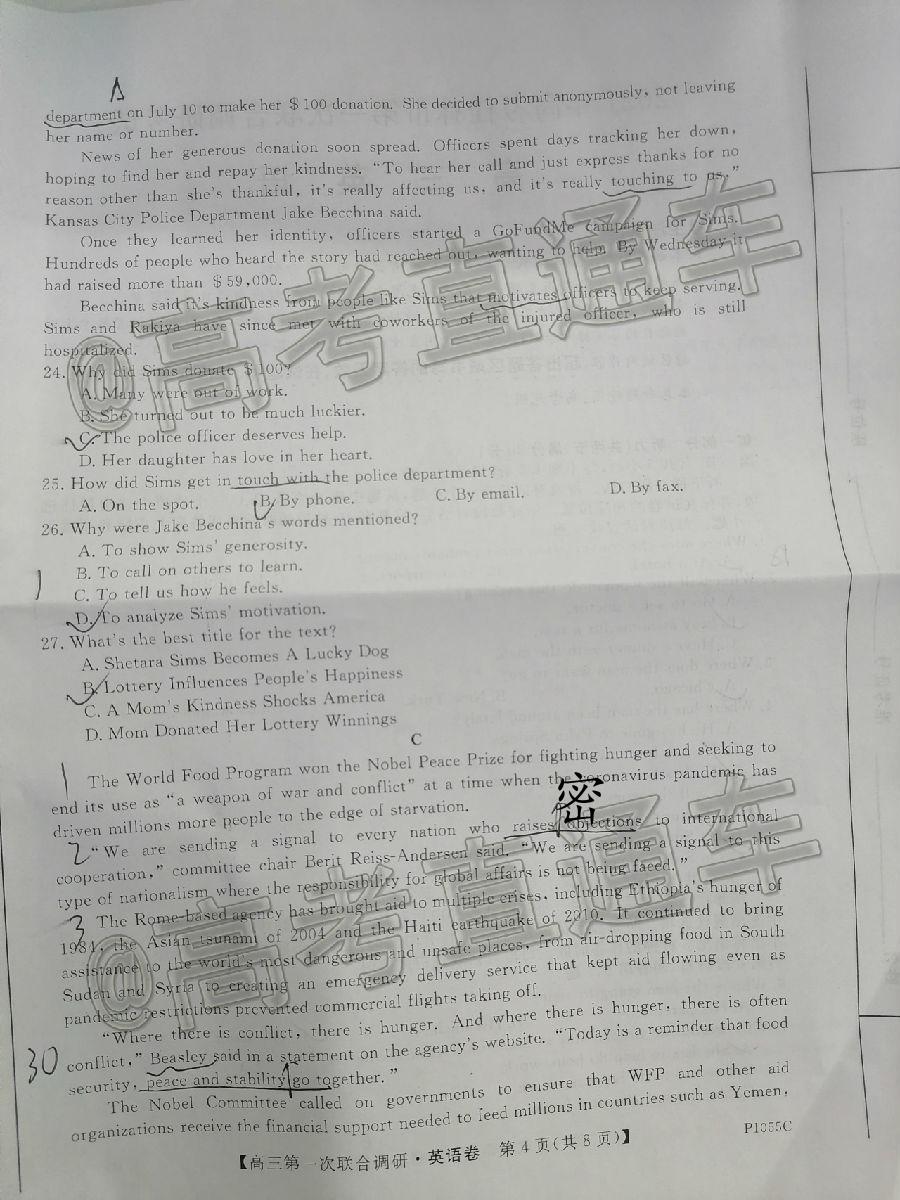 department on July 10 to make her $100 donation. She decided to submit anonymously, not leaving
her name or number.
News of her generous donation soon spread. Officers spent days tracking her down,
hoping to find her and repay her kindness. "To hear her call and just express thanks for no
reason other than she's thankful, it's really affecting us, and it's really touching to us,"
Kansas City Police Department Jake Becchina said.
Once they learned her identity, officers started a GoFundMe campaign for Sims.
Hundreds of people who heard the story had reached out, wanting to help. By Wednesday it
had raised more than $59,000.
Becchina said it's kindness from people like Sims that motivates officers to keep serving.
Sims and Rakiya have since met with coworkers of the injured officer, who is still
hospitalized.
24. Why did Sims donate $100?
A. Many were out of work.
B. She turned out to be much luckier.
C. The police officer deserves help.
D. Her daughter has love in her heart.
25. How did Sims get in touch with the police department?
A. On the spot. B. By phone. C. By email. D. By fax.
26. Why were Jake Becchina's words mentioned?
A. To show Sims' generosity.
B. To call on others to learn.
C. To tell us how he feels.
D. To analyze Sims' motivation.
27. What's the best title for the text?
A. Shetara Sims Becomes A Lucky Dog
B. Lottery Influences People's Happiness
C. A Mom's Kindness Shocks America
D. Mom Donated Her Lottery Winnings
C
1 The World Food Program won the Nobel Peace Prize for fighting hunger and seeking to
end its use as "a weapon of war and conflict" at a time when the coronavirus pandemic has
driven millions more people to the edge of starvation.
密
2 "We are sending a signal to every nation who raises objections to international
cooperation," committee chair Berit Reiss-Andersen said. "We are sending a signal to this
type of nationalism where the responsibility for global affairs is not being faced."
3 The Rome-based agency has brought aid to multiple crises, including Ethiopia's hunger of
1984, the Asian tsunami of 2004 and the Haiti earthquake of 2010. It continued to bring
assistance to the world's most dangerous and unsafe places, from air-dropping food in South
Sudan and Syria to creating an emergency delivery service that kept aid flowing even as
pandemic restrictions prevented commercial flights taking off.
"Where there is conflict, there is hunger. And where there is hunger, there is often
30 conflict," Beasley said in a statement on the agency's website. "Today is a reminder that food
security, peace and stability go together."
The Nobel Committee called on governments to ensure that WFP and other aid
organizations receive the financial support needed to feed millions in countries such as Yemen,
【高三第一次联合调研·英语卷 第4页(共8页)】 P1055C
@高考直通车
@高考直通车